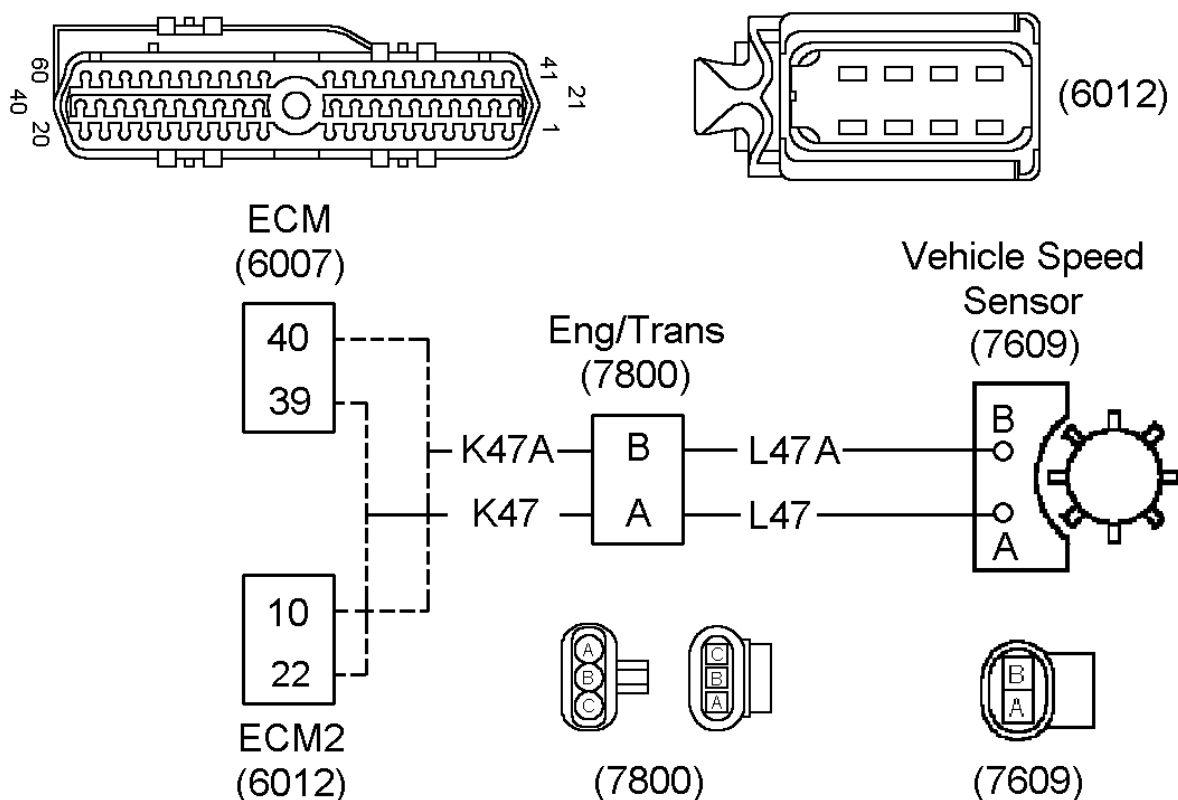 60
40
20
41
21
1
(6012)
ECM
(6007)
40
39
Eng/Trans
(7800)
Vehicle Speed
Sensor
(7609)
K47A
B
L47A
B
K47
A
L47
A
10
22
ECM2
(6012)
A
B
C
C
B
A
(7800)
B
A
(7609)